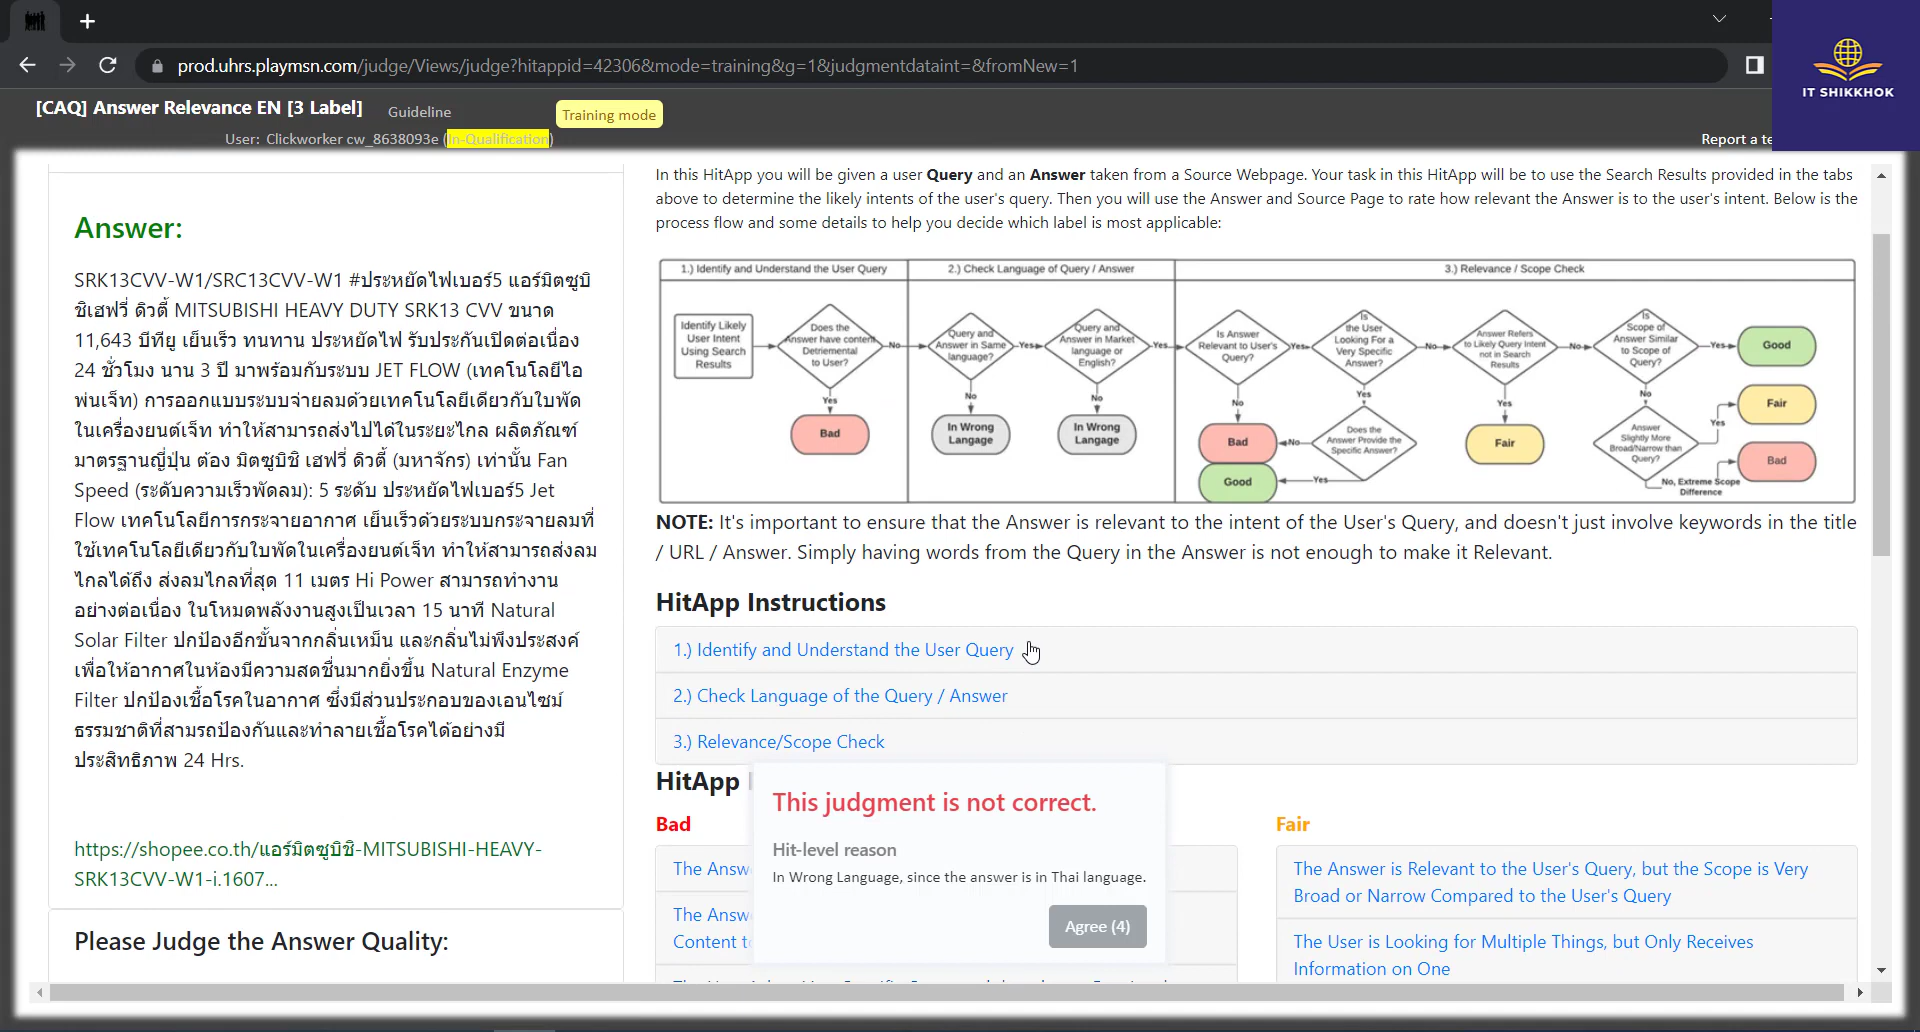 prod.uhrs.playmsn.com/judge/Views/judge?hitappid=42306&mode=training&g=1&judgmentdataint=&fromNew=1
IT SHIKKHOK
[CAQ] Answer Relevance EN [3 Label]
Guideline
Training mode
User: Clickworker cw_8638093e (In-Qualification)
Report a te
Answer:
SRK13CVV-W1/SRC13CVV-W1 #ประหยัดไฟเบอร์5 แอร์มิตซูบิ
ชิเฮฟวี่ ดิวตี้ MITSUBISHI HEAVY DUTY SRK13 CVV ขนาด
11,643 บีทียู เย็นเร็ว ทนทาน ประหยัดไฟ รับประกันเปิดต่อเนื่อง
24 ชั่วโมง นาน 3 ปี มาพร้อมกับระบบ JET FLOW (เทคโนโลยีไอ
พ่นเจ็ท) การออกแบบระบบจ่ายลมด้วยเทคโนโลยีเดียวกับใบพัด
ในเครื่องยนต์เจ็ท ทำให้สามารถส่งไปได้ในระยะไกล ผลิตภัณฑ์
มาตรฐานญี่ปุ่น ต้อง มิตซูบิชิ เฮฟวี่ ดิวตี้ (มหาจักร) เท่านั้น Fan
Speed (ระดับความเร็วพัดลม): 5 ระดับ ประหยัดไฟเบอร์5 Jet
Flow เทคโนโลยีการกระจายอากาศ เย็นเร็วด้วยระบบกระจายลมที่
ใช้เทคโนโลยีเดียวกับใบพัดในเครื่องยนต์เจ็ท ทำให้สามารถส่งลม
ไกลได้ถึง ส่งลมไกลที่สุด 11 เมตร Hi Power สามารถทำงาน
อย่างต่อเนื่อง ในโหมดพลังงานสูงเป็นเวลา 15 นาที Natural
Solar Filter ปกป้องอีกขั้นจากกลิ่นเหม็น และกลิ่นไม่พึงประสงค์
เพื่อให้อากาศในห้องมีความสดชื่นมากยิ่งขึ้น Natural Enzyme
Filter ปกป้องเชื้อโรคในอากาศ ซึ่งมีส่วนประกอบของเอนไซม์
ธรรมชาติที่สามรถป้องกันและทำลายเชื้อโรคได้อย่างมี
ประสิทธิภาพ 24 Hrs.
https://shopee.co.th/แอร์มิตซูบิชิ-MITSUBISHI-HEAVY-
SRK13CVV-W1-i.1607...
Please Judge the Answer Quality:
In this HitApp you will be given a user Query and an Answer taken from a Source Webpage. Your task in this HitApp will be to use the Search Results provided in the tabs
above to determine the likely intents of the user's query. Then you will use the Answer and Source Page to rate how relevant the Answer is to the user's intent. Below is the
process flow and some details to help you decide which label is most applicable:
1.) Identify and Understand the User Query
2.) Check Language of Query / Answer
3.) Relevance / Scope Check
Identify Likely
User Intent
Using Search
Results
Does the
Answer have content
Detriemental
to User?
No
Yes
Bad
Query and
Answer in Same
language?
Yes
No
In Wrong
Langage
Query and
Answer in Market
language or
English?
Yes
No
In Wrong
Langage
Is Answer
Relevant to User's
Query?
Yes
No
Bad
Good
Is
the User
Looking For a
Very Specific
Answer?
No
Yes
Does the
Answer Provide the
Specific Answer?
No
Yes
Answer Refers
to Likely Query Intent
not in Search
Results
No
Yes
Fair
Is
Scope of
Answer Similar
to Scope of
Query?
Yes
No
Good
Answer
Slightly More
Broad/Narrow than
Query?
Yes
Fair
No, Extreme Scope
Difference
Bad
NOTE: It's important to ensure that the Answer is relevant to the intent of the User's Query, and doesn't just involve keywords in the title
/ URL / Answer. Simply having words from the Query in the Answer is not enough to make it Relevant.
HitApp Instructions
1.) Identify and Understand the User Query
2.) Check Language of the Query / Answer
3.) Relevance/Scope Check
HitApp
Bad
The Answ
The Answ
Content t
Fair
The Answer is Relevant to the User's Query, but the Scope is Very
Broad or Narrow Compared to the User's Query
The User is Looking for Multiple Things, but Only Receives
Information on One
This judgment is not correct.
Hit-level reason
In Wrong Language, since the answer is in Thai language.
Agree (4)